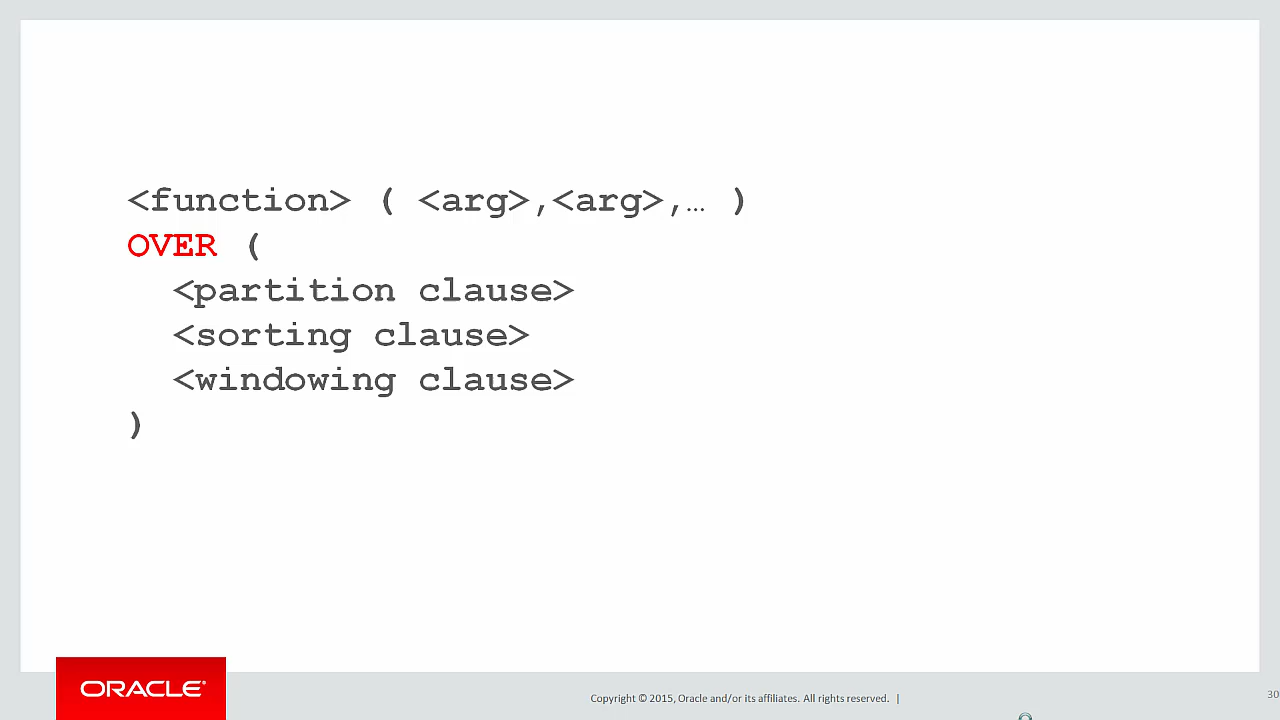 <function> ( <arg>,<arg>,… )
OVER (
<partition clause>
<sorting clause>
<windowing clause>
)
ORACLE®
Copyright © 2015, Oracle and/or its affiliates. All rights reserved. |
30